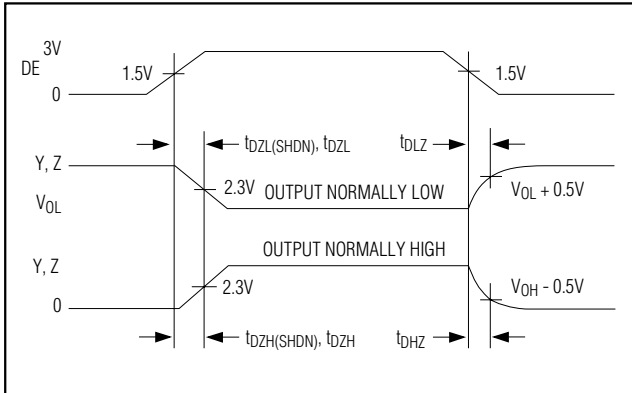 3V
DE
1.5V
1.5V
0
tDZL(SHDN), tDZL
tDLZ
Y, Z
2.3V
OUTPUT NORMALLY LOW
VOL + 0.5V
VOL
OUTPUT NORMALLY HIGH
Y, Z
2.3V
VOH - 0.5V
0
tDZH(SHDN), tDZH
tDHZ